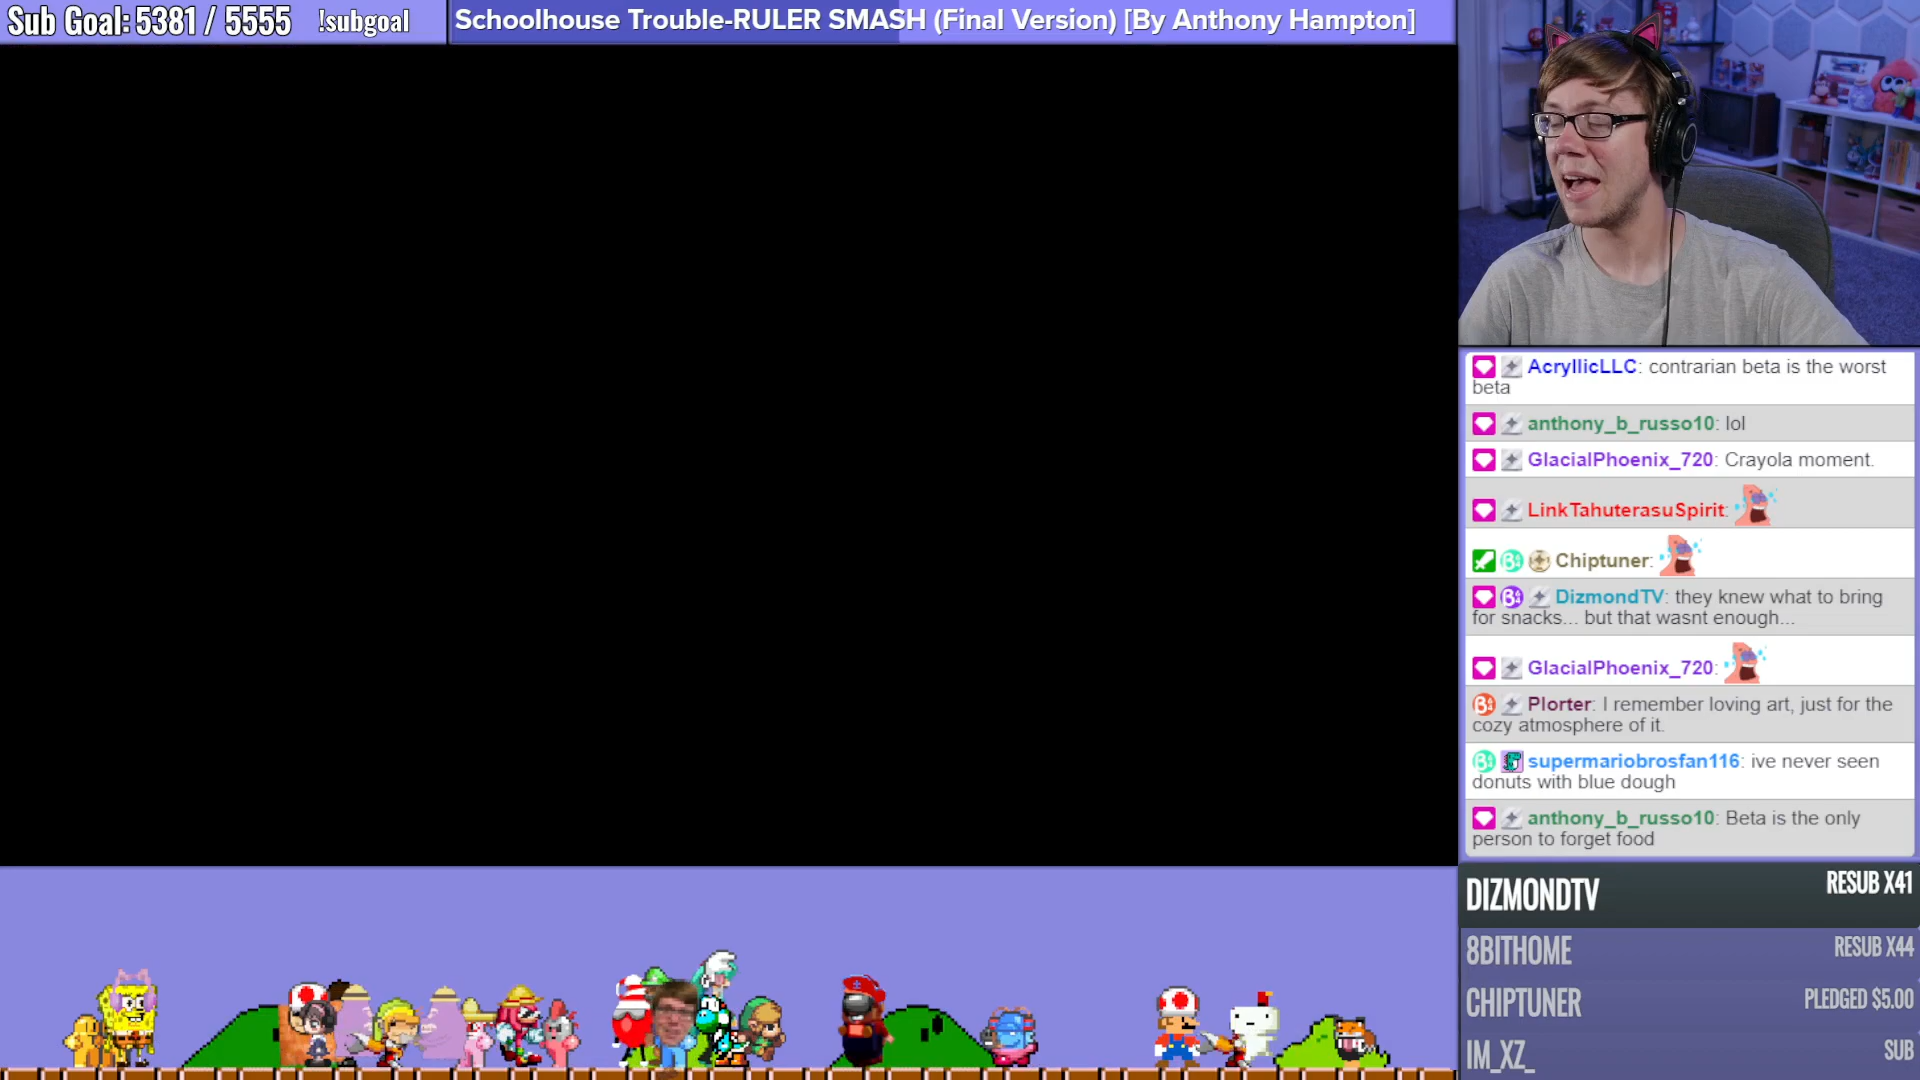 Sub Goal: 5381 / 5555 !subgoal
Schoolhouse Trouble-RULER SMASH (Final Version) [By Anthony Hampton]
AcryllicLLC: contrarian beta is the worst
beta
anthony_b_russo10: lol
GlacialPhoenix_720: Crayola moment.
LinkTahuterasuSpirit:
Chiptuner:
DizmondTV: they knew what to bring
for snacks... but that wasnt enough...
GlacialPhoenix_720:
Plorter: I remember loving art, just for the
cozy atmosphere of it.
supermariobrosfan116: ive never seen
donuts with blue dough
anthony_b_russo10: Beta is the only
person to forget food
DIZMONDTV RESUB X41
8BITHOME RESUB X44
CHIPTUNER PLEDGED $5.00
IM_XZ_ SUB